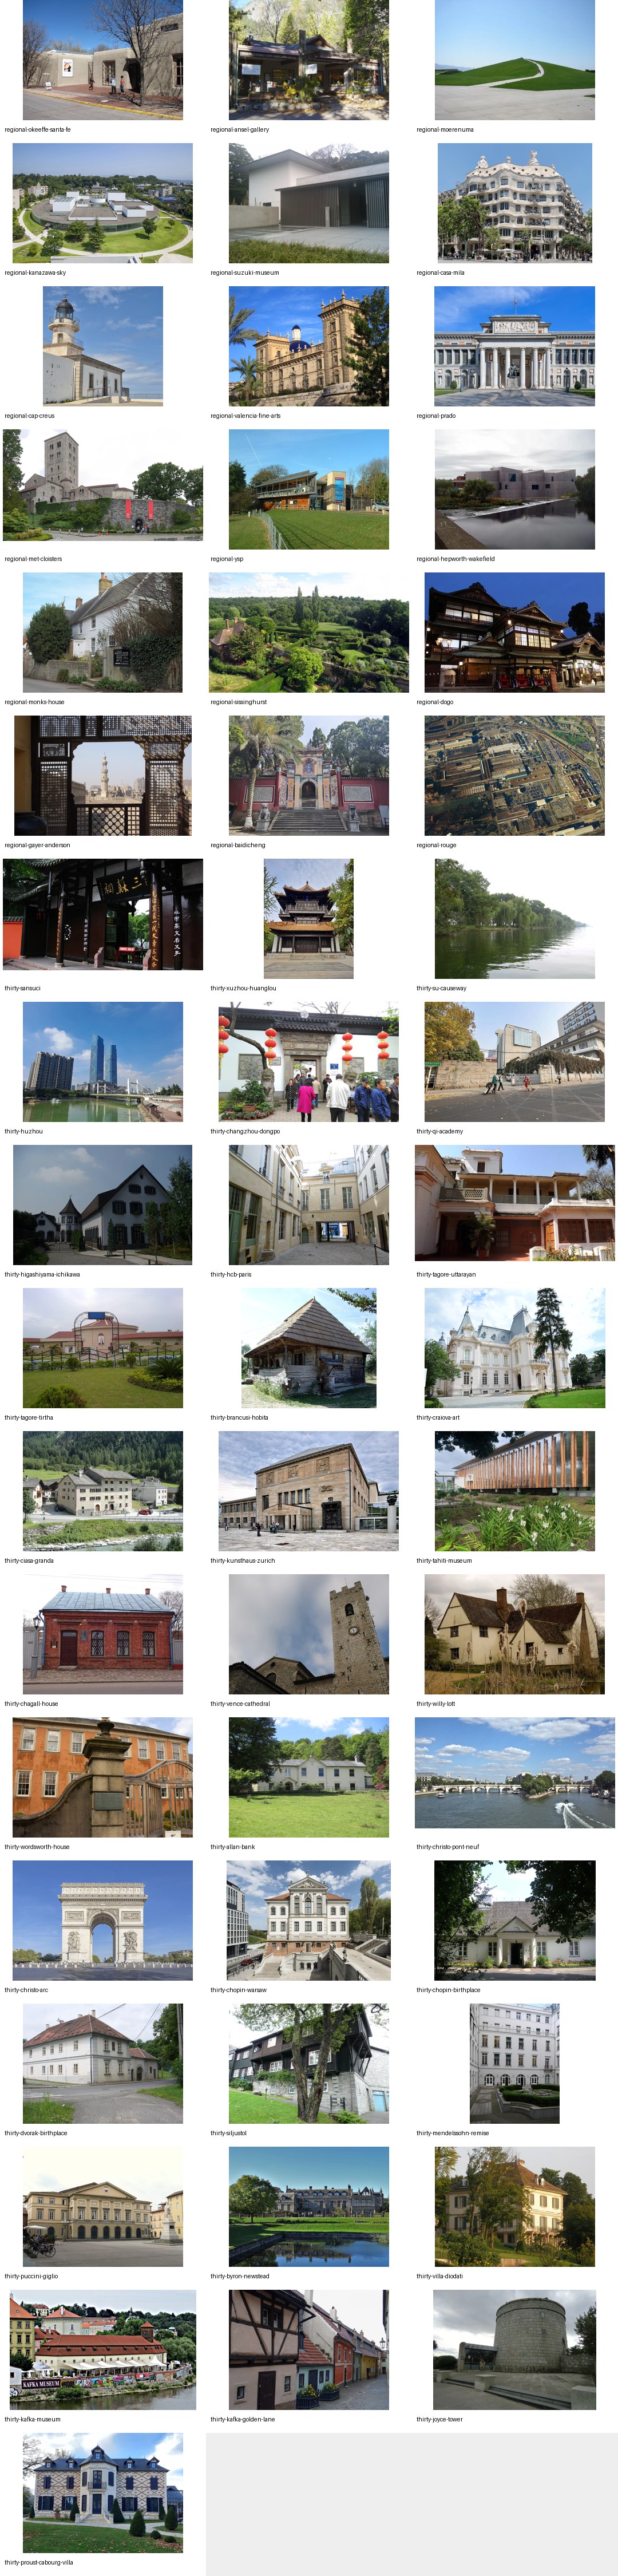 regional-okeeffe-santa-fe
regional-ansel-gallery
regional-moerenuma
regional-kanazawa-sky
regional-suzuki-museum
regional-casa-mila
regional-cap-creus
regional-valencia-fine-arts
regional-prado
regional-met-cloisters
regional-ysp
regional-hepworth-wakefield
regional-monks-house
regional-sissinghurst
regional-dogo
regional-gayer-anderson
regional-baidicheng
regional-rouge
三蘇祠
thirty-sansuci
thirty-xuzhou-huanglou
thirty-su-causeway
thirty-huzhou
thirty-changzhou-dongpo
thirty-qi-academy
thirty-higashiyama-ichikawa
thirty-hcb-paris
thirty-tagore-uttarayan
thirty-tagore-tirtha
thirty-brancusi-hobita
thirty-craiova-art
thirty-ciasa-granda
thirty-kunsthaus-zurich
thirty-tahiti-museum
thirty-chagall-house
thirty-vence-cathedral
thirty-willy-lott
thirty-wordsworth-house
thirty-allan-bank
thirty-christo-pont-neuf
thirty-christo-arc
thirty-chopin-warsaw
thirty-chopin-birthplace
thirty-dvorak-birthplace
thirty-siljustol
thirty-mendelssohn-remise
thirty-puccini-giglio
thirty-byron-newstead
thirty-villa-diodati
KAFKA MUSEUM
thirty-kafka-museum
thirty-kafka-golden-lane
thirty-joyce-tower
thirty-proust-cabourg-villa